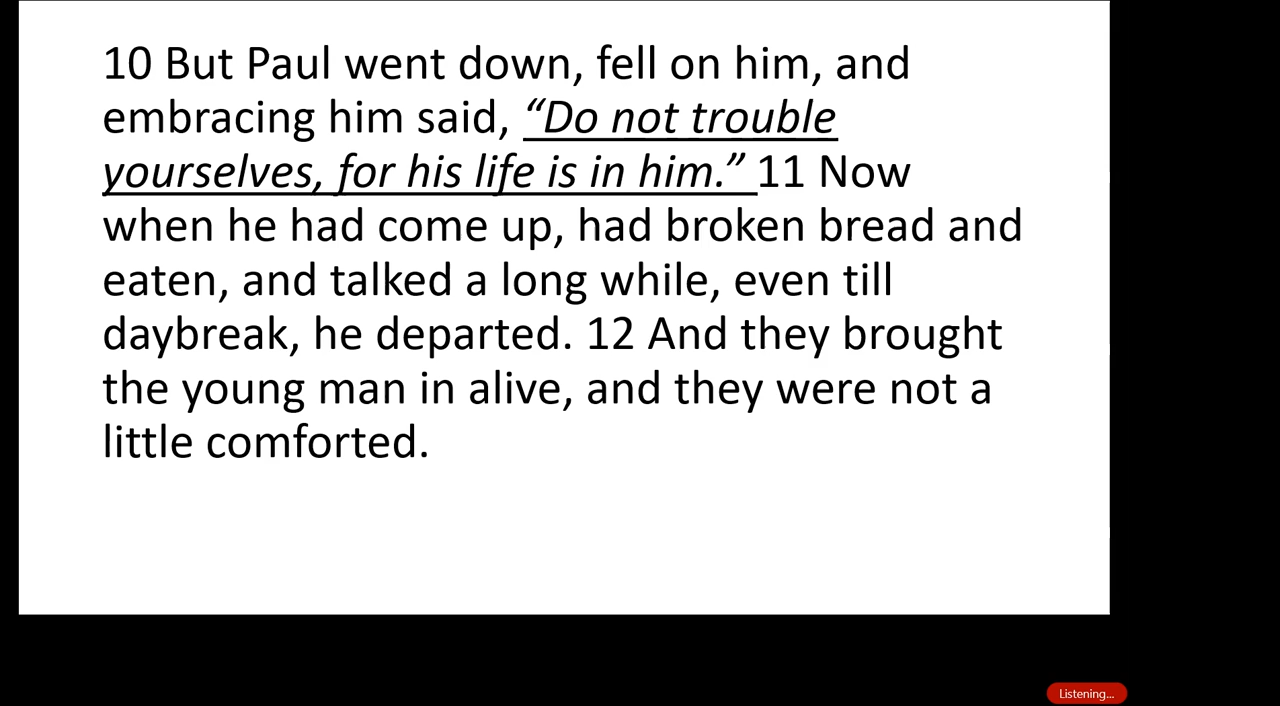 10 But Paul went down, fell on him, and
embracing him said, “Do not trouble
yourselves, for his life is in him.” 11 Now
when he had come up, had broken bread and
eaten, and talked a long while, even till
daybreak, he departed. 12 And they brought
the young man in alive, and they were not a
little comforted.
Listening...